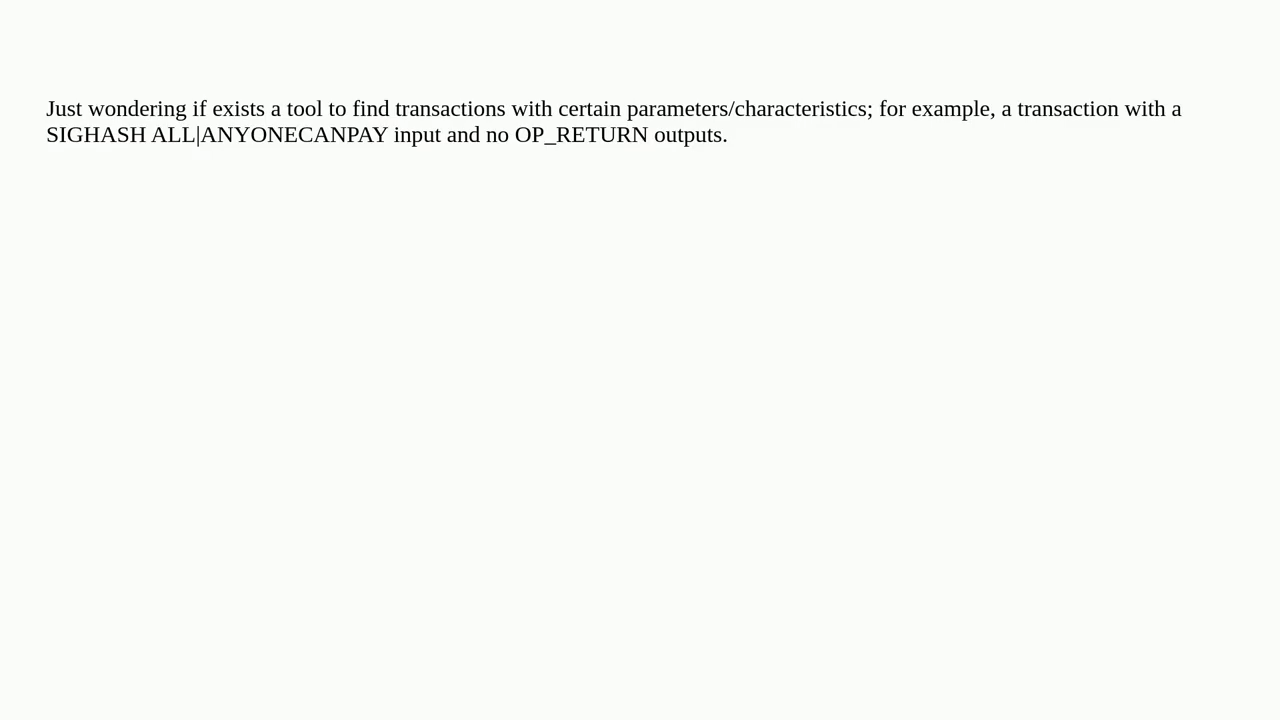 Just wondering if exists a tool to find transactions with certain parameters/characteristics; for example, a transaction with a
SIGHASH ALL|ANYONECANPAY input and no OP_RETURN outputs.